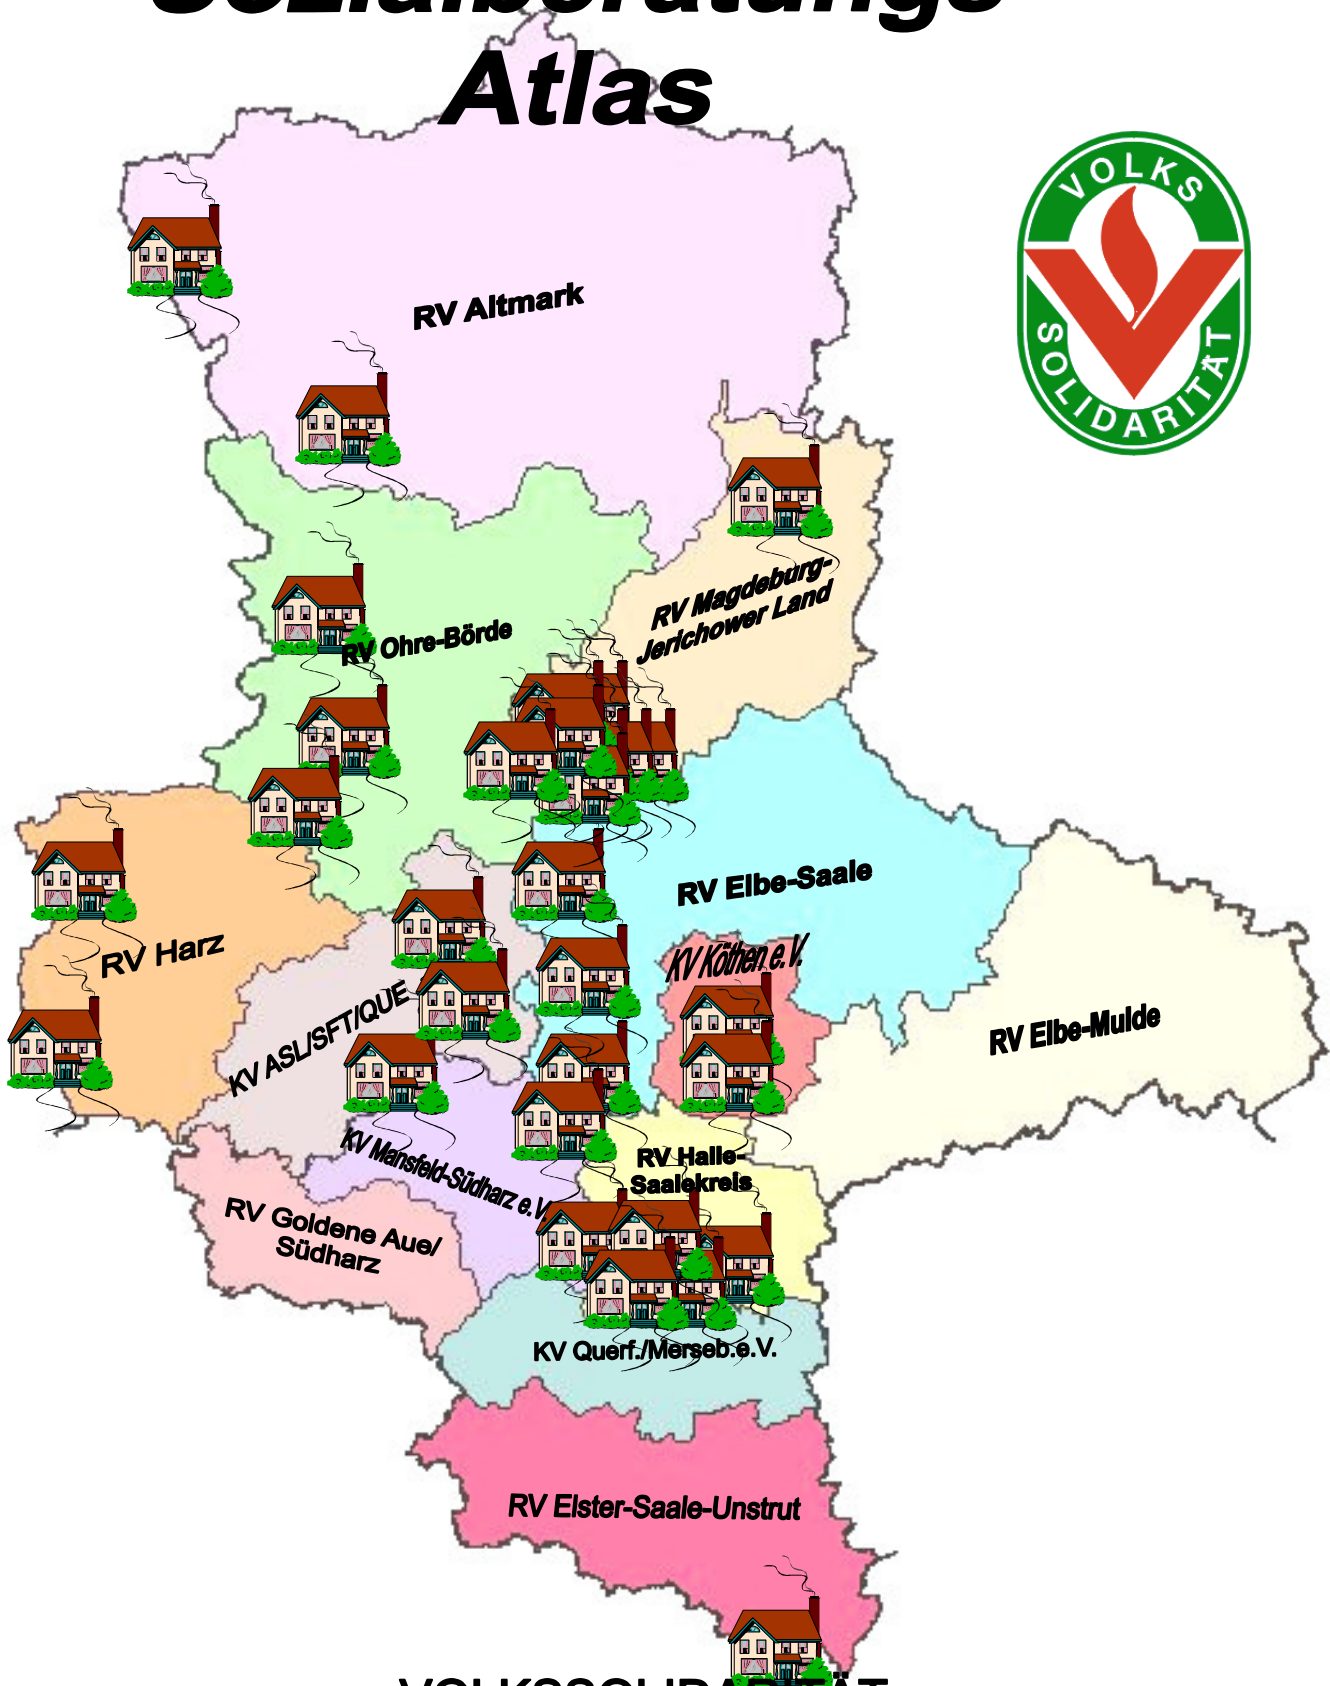 Sozialberatungs
Atlas
VOLKS
SOLIDARITÄT
RV Altmark
RV Magdeburg-
Jerichower Land
RV Ohre-Börde
RV Elbe-Saale
RV Harz
KV Köthen e.V.
KV ASL/SFT/QUE
RV Elbe-Mulde
KV Mansfeld-Südharz e.V.
RV Halle-
Saalekreis
RV Goldene Aue/
Südharz
KV Querf./Merseb.e.V.
RV Elster-Saale-Unstrut
VOLKSSOLIDARITÄT